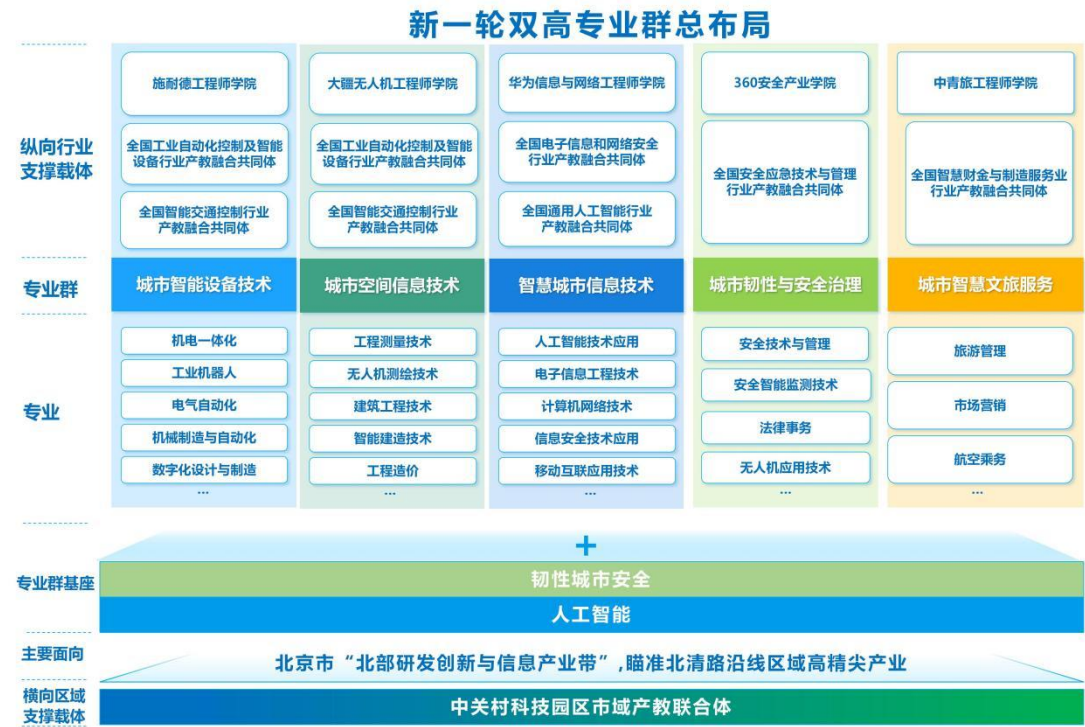 新一轮双高专业群总布局
纵向行业
支撑载体
施耐德工程师学院
大疆无人机工程师学院
华为信息与网络工程师学院
360安全产业学院
中青旅工程师学院
全国工业自动化控制及智能
设备行业产教融合共同体
全国工业自动化控制及智能
设备行业产教融合共同体
全国电子信息和网络安全
行业产教融合共同体
全国安全应急技术与管理
行业产教融合共同体
全国智慧财金与制造服务业
行业产教融合共同体
全国智能交通控制行业
产教融合共同体
全国智能交通控制行业
产教融合共同体
全国通用人工智能行业
产教融合共同体
专业群
城市智能设备技术
城市空间信息技术
智慧城市信息技术
城市韧性与安全治理
城市智慧文旅服务
专业
机电一体化
工业机器人
电气自动化
机械制造与自动化
数字化设计与制造
...
工程测量技术
无人机测绘技术
建筑工程技术
智能建造技术
工程造价
...
人工智能技术应用
电子信息工程技术
计算机网络技术
信息安全技术应用
移动互联应用技术
...
安全技术与管理
安全智能监测技术
法律事务
无人机应用技术
...
旅游管理
市场营销
航空乘务
...
+
专业群基座
韧性城市安全
人工智能
主要面向
北京市“北部研发创新与信息产业带”,瞄准北清路沿线区域高精尖产业
横向区域
支撑载体
中关村科技园区市域产教联合体